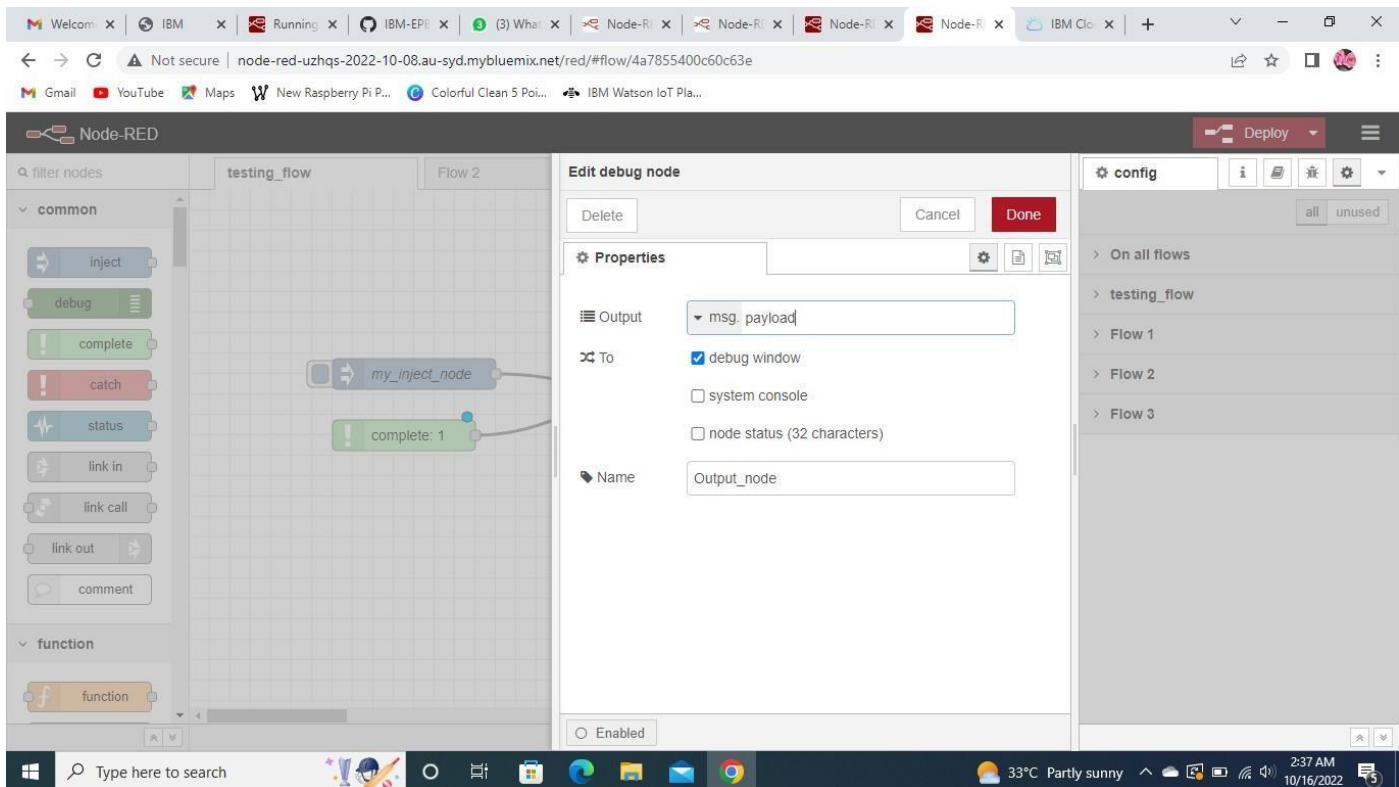 Welcom
IBM
Running
IBM-EPB
(3) What
Node-R
Node-RE
Node-RE
Node-R
IBM Clo
Not secure | node-red-uzhqs-2022-10-08.au-syd.mybluemix.net/red/#flow/4a7855400c60c63e
Gmail YouTube Maps New Raspberry Pi P... Colorful Clean 5 Poi... IBM Watson IoT Pla...
Node-RED
Deploy
filter nodes
testing_flow
Flow 2
Edit debug node
config
common
Delete
Cancel
Done
all
unused
inject
Properties
On all flows
debug
Output
msg. payload
testing_flow
complete
To
debug window
Flow 1
my_inject_node
catch
system console
Flow 2
status
complete: 1
node status (32 characters)
Flow 3
link in
Name
Output_node
link call
link out
comment
function
function
Enabled
Type here to search
33°C Partly sunny
2:37 AM
10/16/2022
5